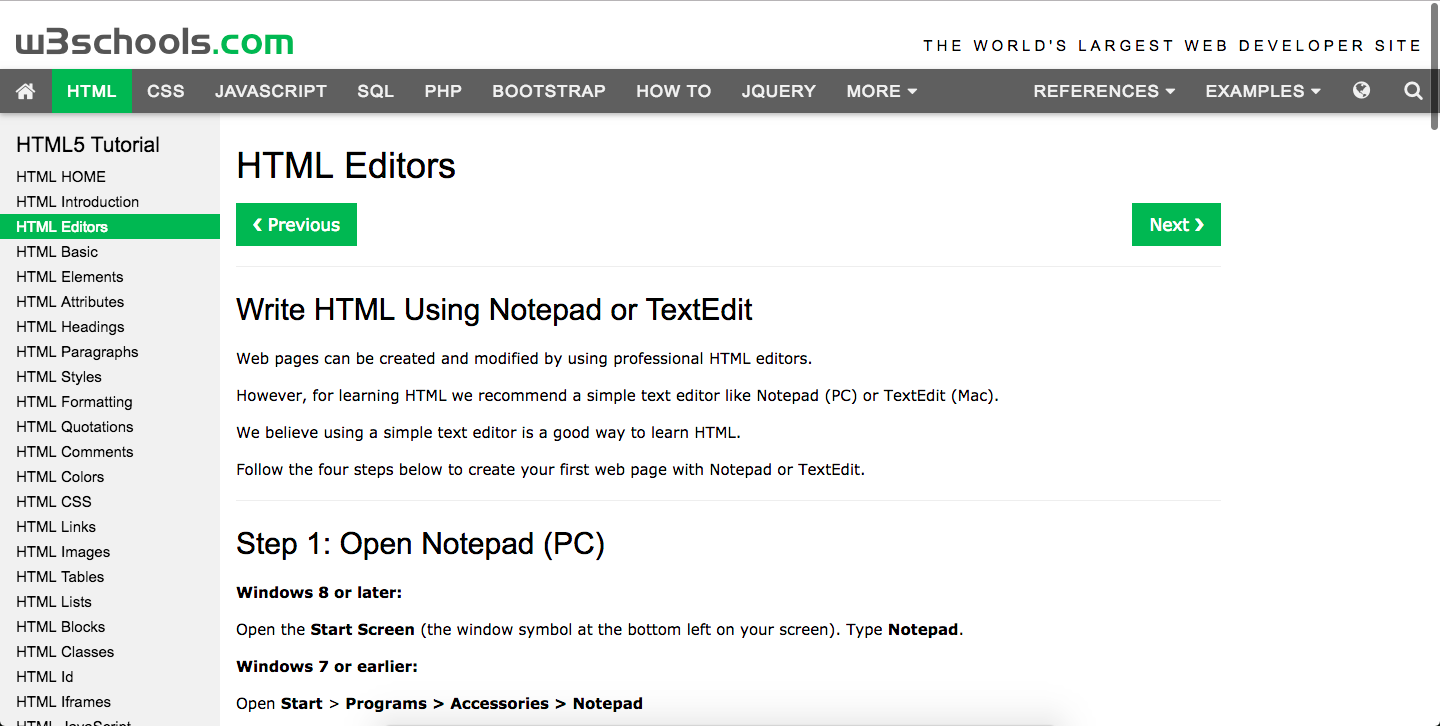 w3schools.com
THE WORLD'S LARGEST WEB DEVELOPER SITE
HTML CSS JAVASCRIPT SQL PHP BOOTSTRAP HOW TO JQUERY MORE REFERENCES EXAMPLES
HTML5 Tutorial
HTML HOME
HTML Introduction
HTML Editors
HTML Basic
HTML Elements
HTML Attributes
HTML Headings
HTML Paragraphs
HTML Styles
HTML Formatting
HTML Quotations
HTML Comments
HTML Colors
HTML CSS
HTML Links
HTML Images
HTML Tables
HTML Lists
HTML Blocks
HTML Classes
HTML Id
HTML Iframes
HTML JavaScript
HTML Editors
❮ Previous
Next ❯
Write HTML Using Notepad or TextEdit
Web pages can be created and modified by using professional HTML editors.
However, for learning HTML we recommend a simple text editor like Notepad (PC) or TextEdit (Mac).
We believe using a simple text editor is a good way to learn HTML.
Follow the four steps below to create your first web page with Notepad or TextEdit.
Step 1: Open Notepad (PC)
Windows 8 or later:
Open the Start Screen (the window symbol at the bottom left on your screen). Type Notepad.
Windows 7 or earlier:
Open Start > Programs > Accessories > Notepad